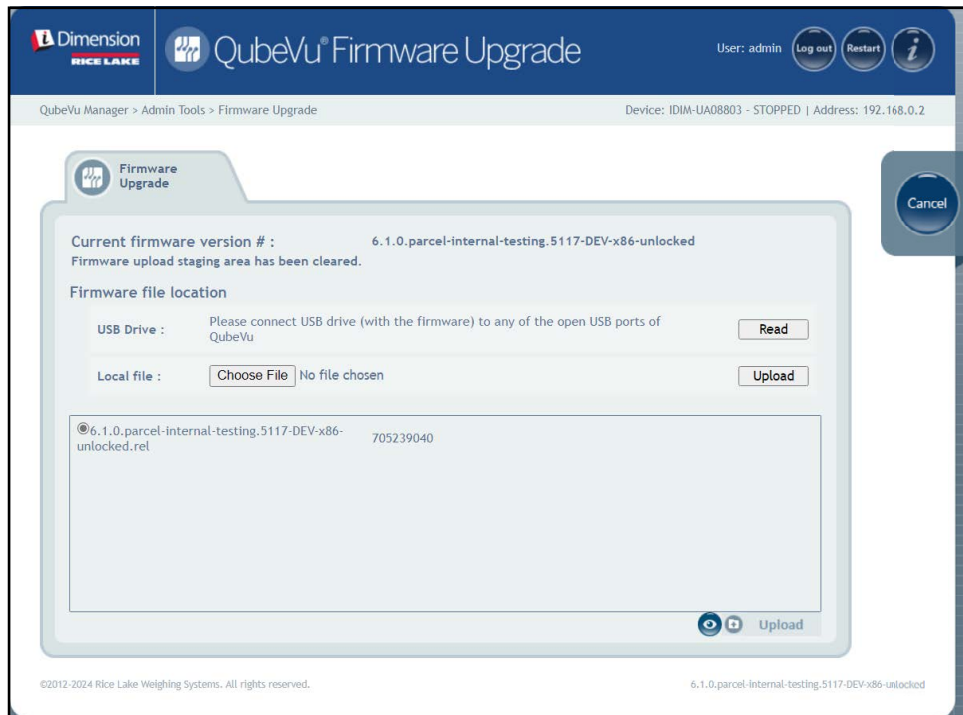 iDimension
RICE LAKE
QubeVu® Firmware Upgrade
User: admin
Log out
Restart
i
QubeVu Manager > Admin Tools > Firmware Upgrade
Device: IDIM-UA08803 - STOPPED | Address: 192.168.0.2
Firmware
Upgrade
Cancel
Current firmware version # :
6.1.0.parcel-internal-testing.5117-DEV-x86-unlocked
Firmware upload staging area has been cleared.
Firmware file location
USB Drive :
Please connect USB drive (with the firmware) to any of the open USB ports of
QubeVu
Read
Local file :
Choose File No file chosen
Upload
6.1.0.parcel-internal-testing.5117-DEV-x86-
unlocked.rel
705239040
Upload
©2012-2024 Rice Lake Weighing Systems. All rights reserved.
6.1.0.parcel-internal-testing.5117-DEV-x86-unlocked